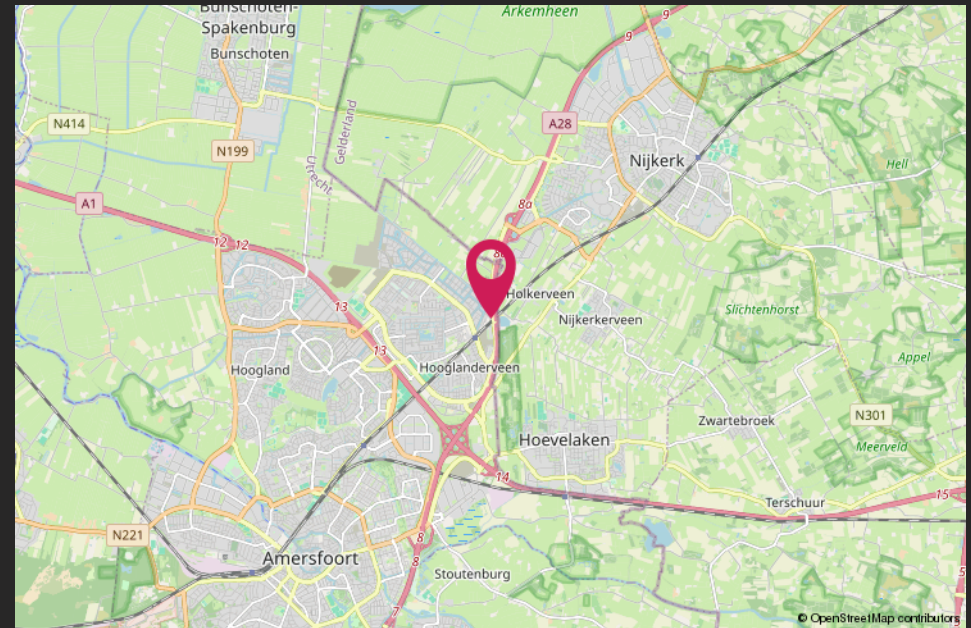 Bunschoten-
Spakenburg
Arkemheen
9
9
Bunschoten
N414
A28
Gelderland
N199
Utrecht
Nijkerk
Hell
A1
8a
12
12
8a
Holkerveen
13
Slichtenhorst
Nijkerkerveen
13
Appel
Hoogland
Hooglanderveen
N301
Zwartebroek
Hoevelaken
Meerveld
14
15
Terschuur
N221
8
Amersfoort
8
Stoutenburg
5
7
© OpenStreetMap contributors